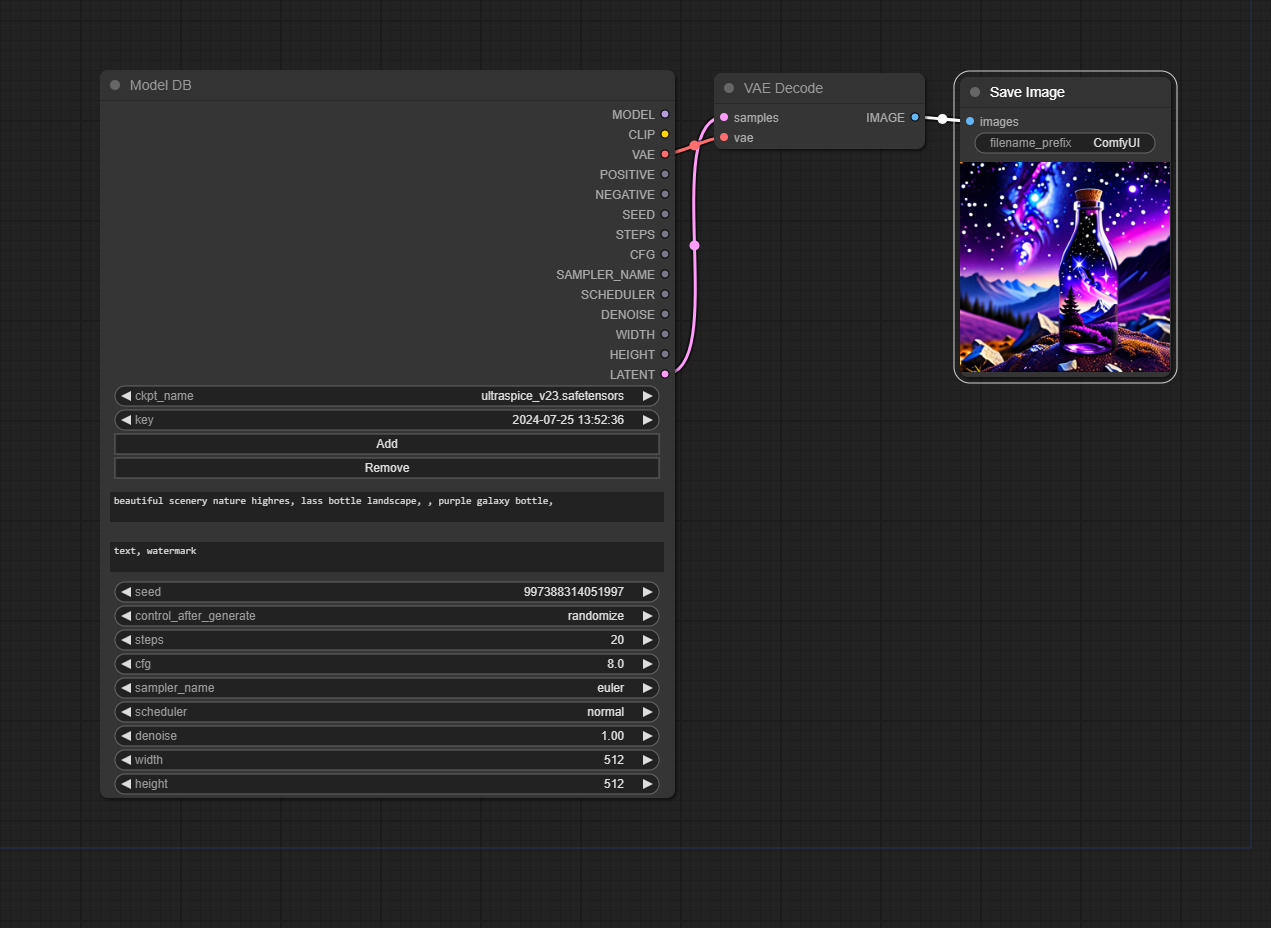 Model DB
MODEL
CLIP
VAE
POSITIVE
NEGATIVE
SEED
STEPS
CFG
SAMPLER_NAME
SCHEDULER
DENOISE
WIDTH
HEIGHT
LATENT
ckpt_name ultraspice_v23.safetensors
key 2024-07-25 13:52:36
Add
Remove
beautiful scenery nature highres, lass bottle landscape, , purple galaxy bottle,
text, watermark
seed 997388314051997
control_after_generate randomize
steps 20
cfg 8.0
sampler_name euler
scheduler normal
denoise 1.00
width 512
height 512
VAE Decode
samples IMAGE
vae
Save Image
images
filename_prefix ComfyUI